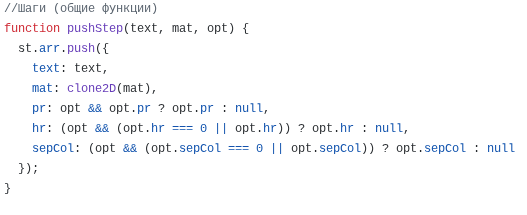 //Шаги (общие функции)
function pushStep(text, mat, opt) {
  st.arr.push({
    text: text,
    mat: clone2D(mat),
    pr: opt && opt.pr ? opt.pr : null,
    hr: (opt && (opt.hr === 0 || opt.hr)) ? opt.hr : null,
    sepCol: (opt && (opt.sepCol === 0 || opt.sepCol)) ? opt.sepCol : null
  });
}